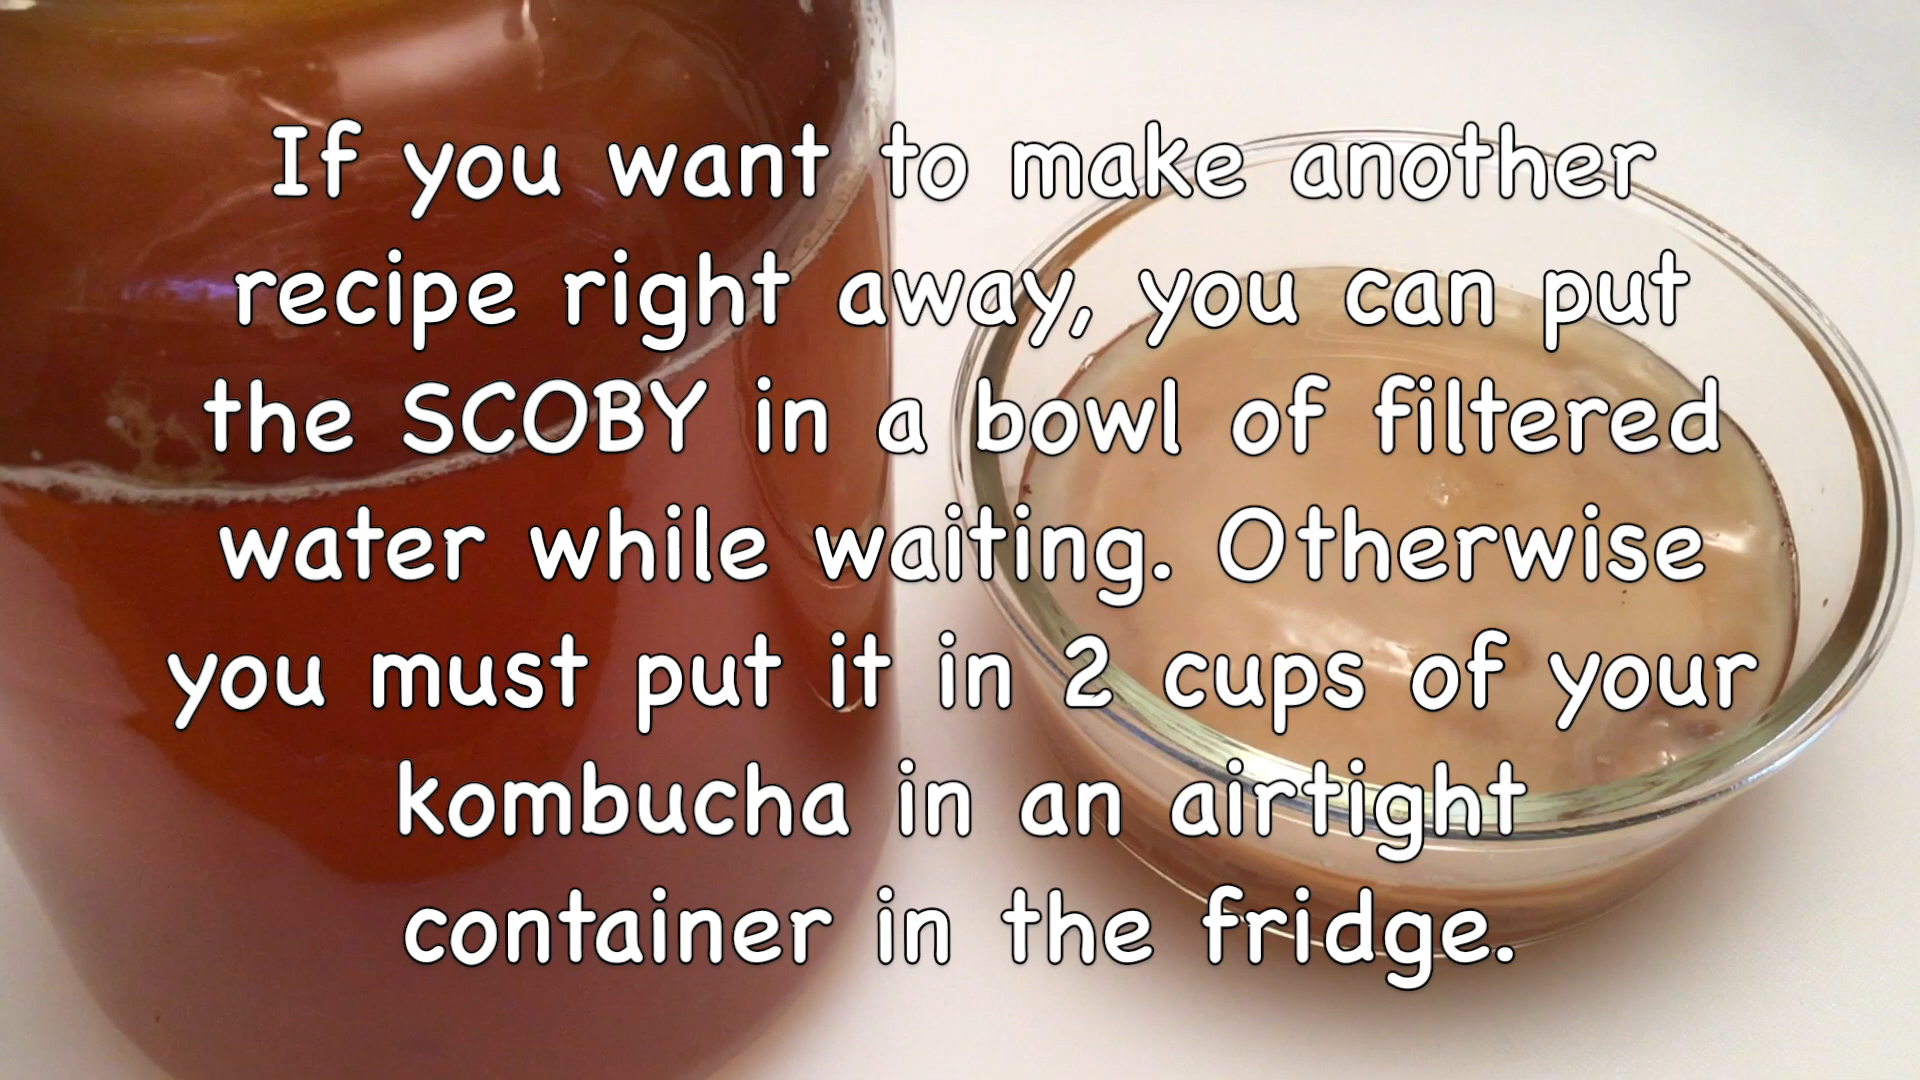 If you want to make another
recipe right away, you can put
the SCOBY in a bowl of filtered
water while waiting. Otherwise
you must put it in 2 cups of your
kombucha in an airtight
container in the fridge.